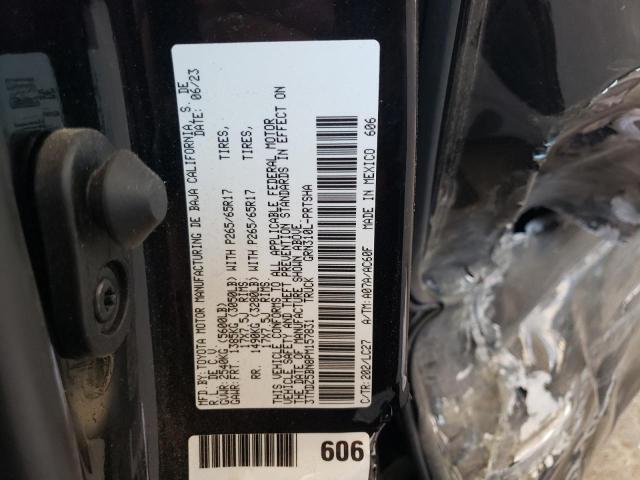 MFD.BY:TOYOTA MOTOR MANUFACTURING DE BAJA CALIFORNIA S. DE
R.L. DE C.V. DATE: 06/23
GVWR: 2540KG (5600LB)
GAWR: FRT. 1385KG (3050LB) WITH P265/65R17 TIRES,
17X7.5J RIMS
RR. 1490KG (3280LB) WITH P265/65R17 TIRES,
17X7.5J RIMS
THIS VEHICLE CONFORMS TO ALL APPLICABLE FEDERAL MOTOR
VEHICLE SAFETY AND THEFT PREVENTION STANDARDS IN EFFECT ON
THE DATE OF MANUFACTURE SHOWN ABOVE.
TRUCK GRN310L-PRTSHA
C/TR:202/LC27 A/TM:A07A/AC60F MADE IN MEXICO 606
606